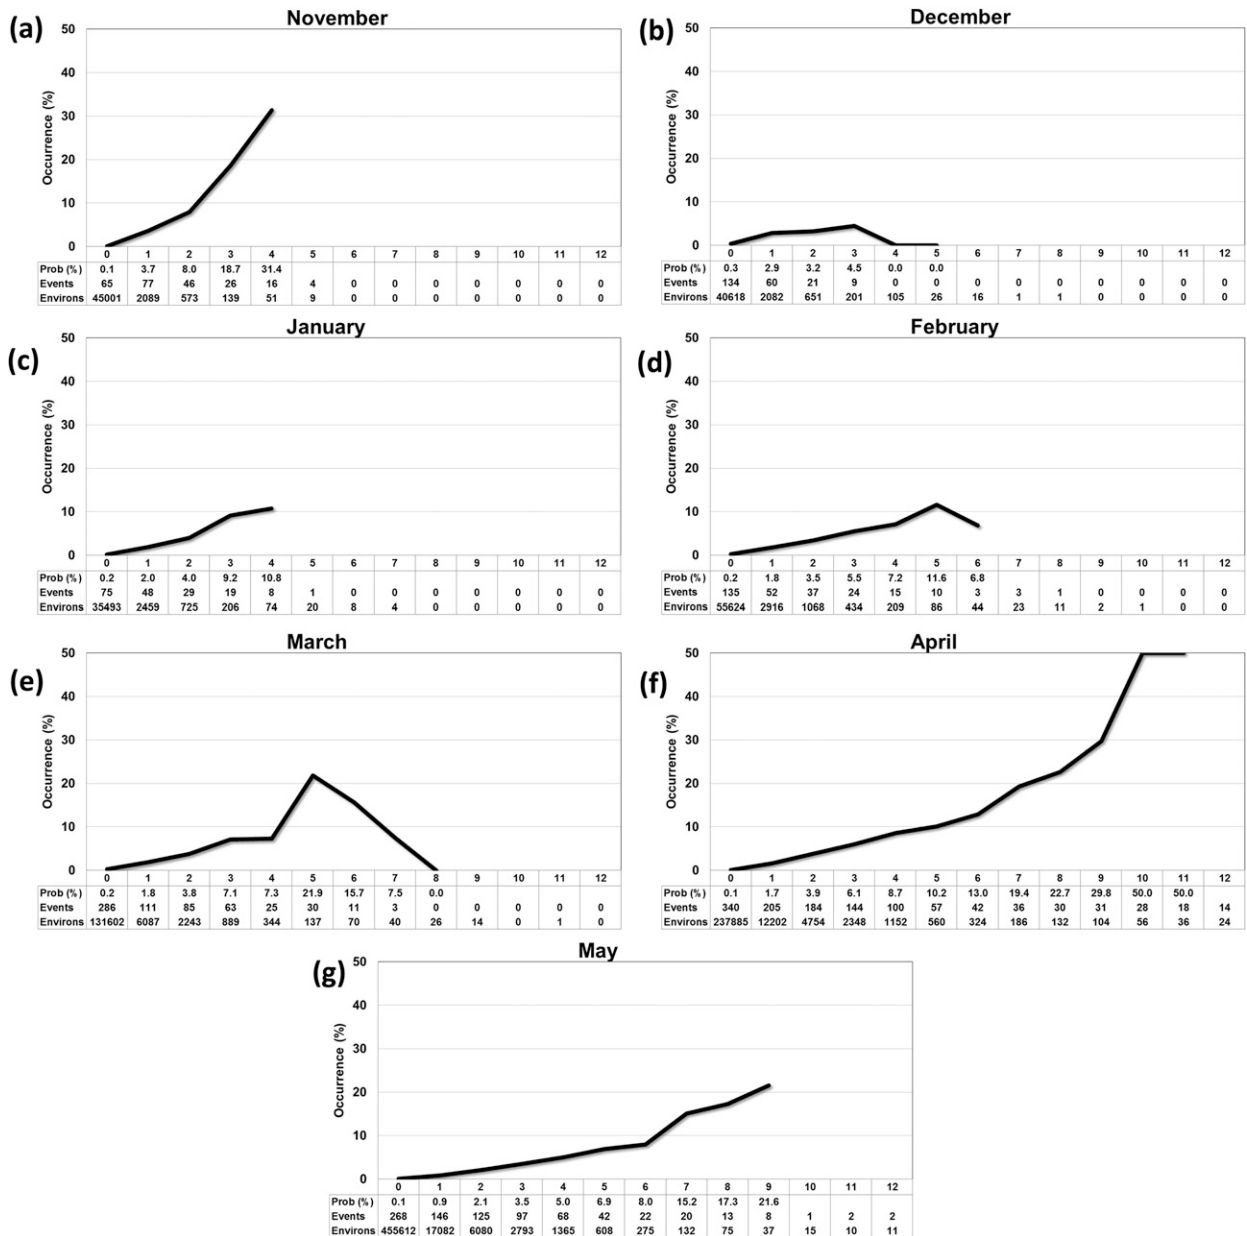 (a)
November
Occurrence (%)
50
40
30
20
10
0
0 1 2 3 4 5 6 7 8 9 10 11 12
Prob (%) 0.1 3.7 8.0 18.7 31.4
Events 65 77 46 26 16 4 0 0 0 0 0 0 0
Environs 45001 2089 573 139 51 9 0 0 0 0 0 0 0
(b)
December
Occurrence (%)
50
40
30
20
10
0
0 1 2 3 4 5 6 7 8 9 10 11 12
Prob (%) 0.3 2.9 3.2 4.5 0.0 0.0
Events 134 60 21 9 0 0 0 0 0 0 0 0 0
Environs 40618 2082 651 201 105 26 16 1 1 0 0 0 0
(c)
January
Occurrence (%)
50
40
30
20
10
0
0 1 2 3 4 5 6 7 8 9 10 11 12
Prob (%) 0.2 2.0 4.0 9.2 10.8
Events 75 48 29 19 8 1 0 0 0 0 0 0 0
Environs 35493 2459 725 206 74 20 8 4 0 0 0 0 0
(d)
February
Occurrence (%)
50
40
30
20
10
0
0 1 2 3 4 5 6 7 8 9 10 11 12
Prob (%) 0.2 1.8 3.5 5.5 7.2 11.6 6.8
Events 135 52 37 24 15 10 3 3 1 0 0 0 0
Environs 55624 2916 1068 434 209 86 44 23 11 2 1 0 0
(e)
March
Occurrence (%)
50
40
30
20
10
0
0 1 2 3 4 5 6 7 8 9 10 11 12
Prob (%) 0.2 1.8 3.8 7.1 7.3 21.9 15.7 7.5 0.0
Events 286 111 85 63 25 30 11 3 0 0 0 0 0
Environs 131602 6087 2243 889 344 137 70 40 26 14 0 1 0
(f)
April
Occurrence (%)
50
40
30
20
10
0
0 1 2 3 4 5 6 7 8 9 10 11 12
Prob (%) 0.1 1.7 3.9 6.1 8.7 10.2 13.0 19.4 22.7 29.8 50.0 50.0
Events 340 205 184 144 100 57 42 36 30 31 28 18 14
Environs 237885 12202 4754 2348 1152 560 324 186 132 104 56 36 24
(g)
May
Occurrence (%)
50
40
30
20
10
0
0 1 2 3 4 5 6 7 8 9 10 11 12
Prob (%) 0.1 0.9 2.1 3.5 5.0 6.9 8.0 15.2 17.3 21.6
Events 268 146 125 97 68 42 22 20 13 8 1 2 2
Environs 455612 17082 6080 2793 1365 608 275 132 75 37 15 10 11